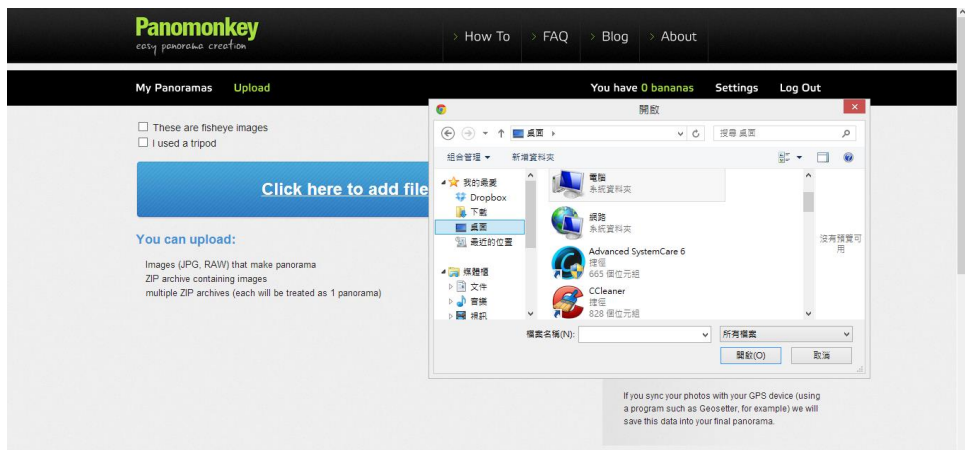 Panomonkey
easy panorama creation
> How To > FAQ > Blog > About
My Panoramas Upload
You have 0 bananas Settings Log Out
These are fisheye images
I used a tripod
Click here to add file
You can upload:
Images (JPG, RAW) that make panorama
ZIP archive containing images
multiple ZIP archives (each will be treated as 1 panorama)
開啟
桌面
搜尋 桌面
組合管理
新增資料夾
我的最愛
Dropbox
下載
桌面
最近的位置
媒體櫃
文件
音樂
視訊
電腦
系統資料夾
網路
系統資料夾
Advanced SystemCare 6
捷徑
665 個位元組
CCleaner
捷徑
828 個位元組
沒有預覽可
用
檔案名稱(N):
所有檔案
開啟(O)
取消
If you sync your photos with your GPS device (using
a program such as Geosetter, for example) we will
save this data into your final panorama.